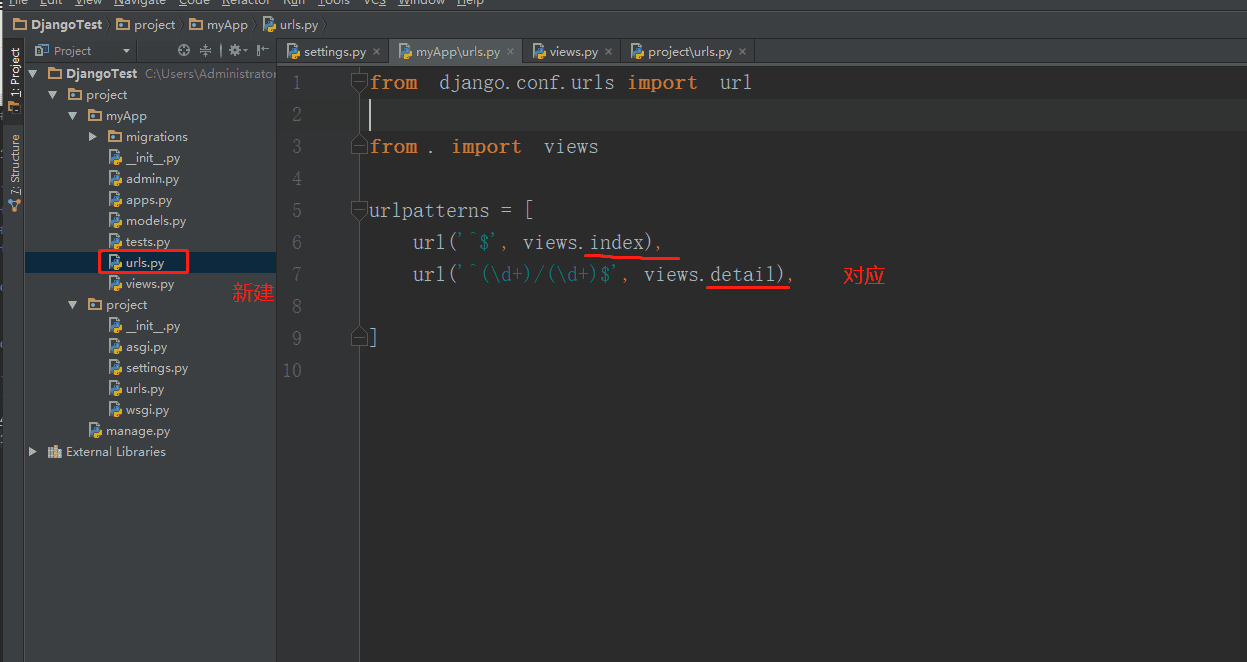 File Edit View Navigate Code Refactor Run Tools VCS Window Help
DjangoTest project myApp urls.py
Project
settings.py myApp\urls.py views.py project\urls.py
1: Project
7: Structure
DjangoTest C:\Users\Administrator
project
myApp
migrations
__init__.py
admin.py
apps.py
models.py
tests.py
urls.py
views.py
新建
project
__init__.py
asgi.py
settings.py
urls.py
wsgi.py
manage.py
External Libraries
1 from django.conf.urls import url
2
3 from . import views
4
5 urlpatterns = [
6 url('^$', views.index),
7 url('^(\d+)/(\d+)$', views.detail), 对应
8
9 ]
10